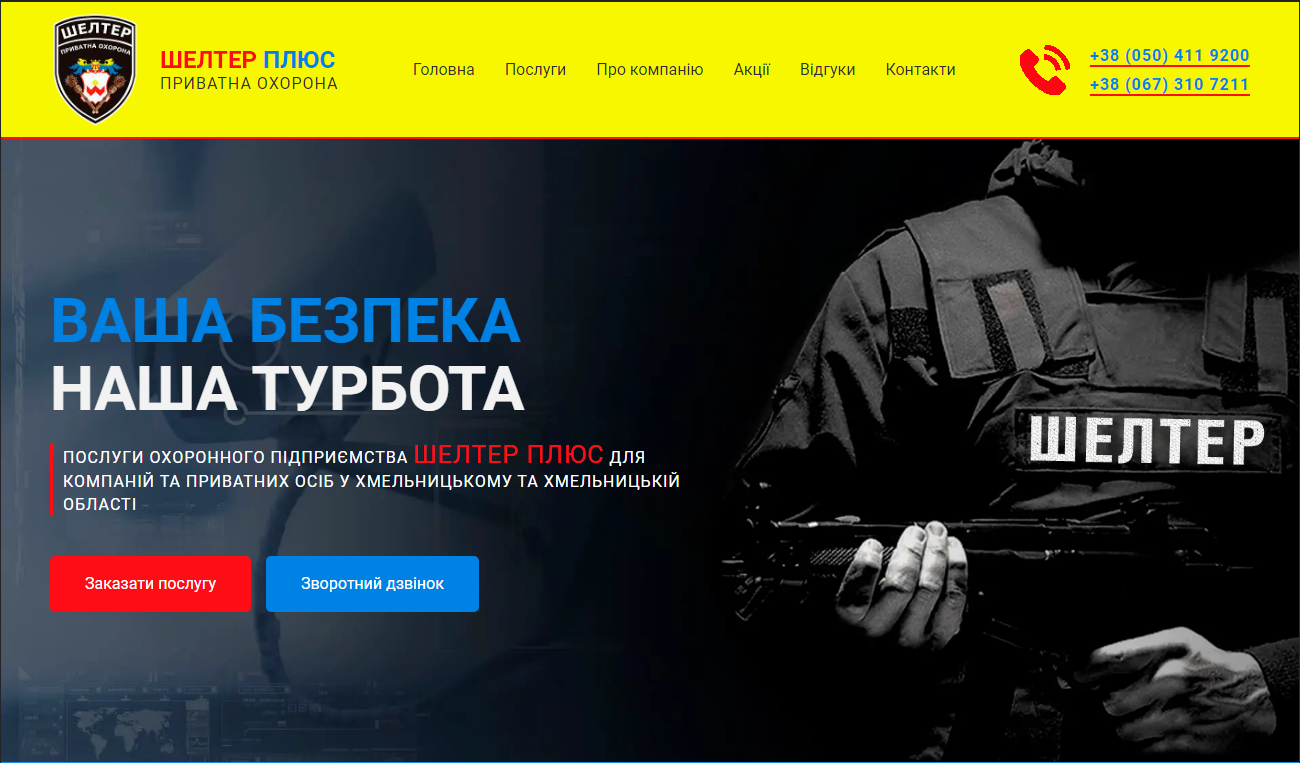 ШЕЛТЕР
ПРИВАТНА ОХОРОНА
ШЕЛТЕР ПЛЮС
ПРИВАТНА ОХОРОНА
Головна Послуги Про компанію Акції Відгуки Контакти
+38 (050) 411 9200
+38 (067) 310 7211
ВАША БЕЗПЕКА
НАША ТУРБОТА
ПОСЛУГИ ОХОРОННОГО ПІДПРИЄМСТВА ШЕЛТЕР ПЛЮС ДЛЯ
КОМПАНІЙ ТА ПРИВАТНИХ ОСІБ У ХМЕЛЬНИЦЬКОМУ ТА ХМЕЛЬНИЦЬКІЙ
ОБЛАСТІ
Заказати послугу Зворотний дзвінок
ШЕЛТЕР